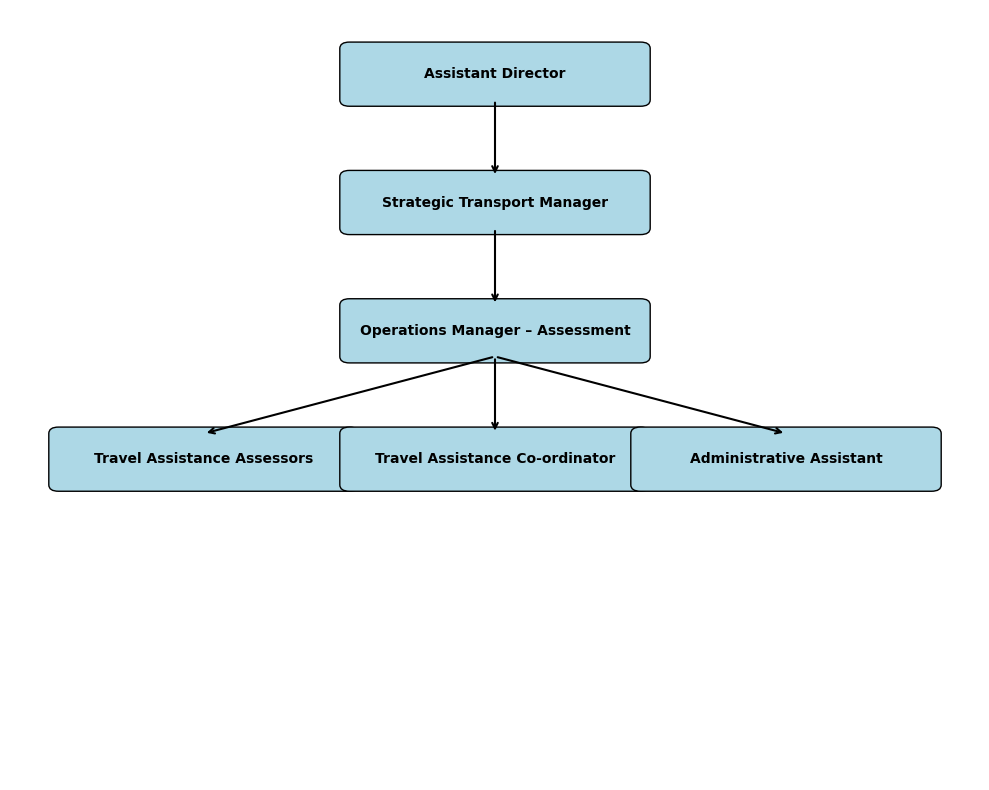 Assistant Director
Strategic Transport Manager
Operations Manager – Assessment
Travel Assistance Assessors
Travel Assistance Co-ordinator
Administrative Assistant